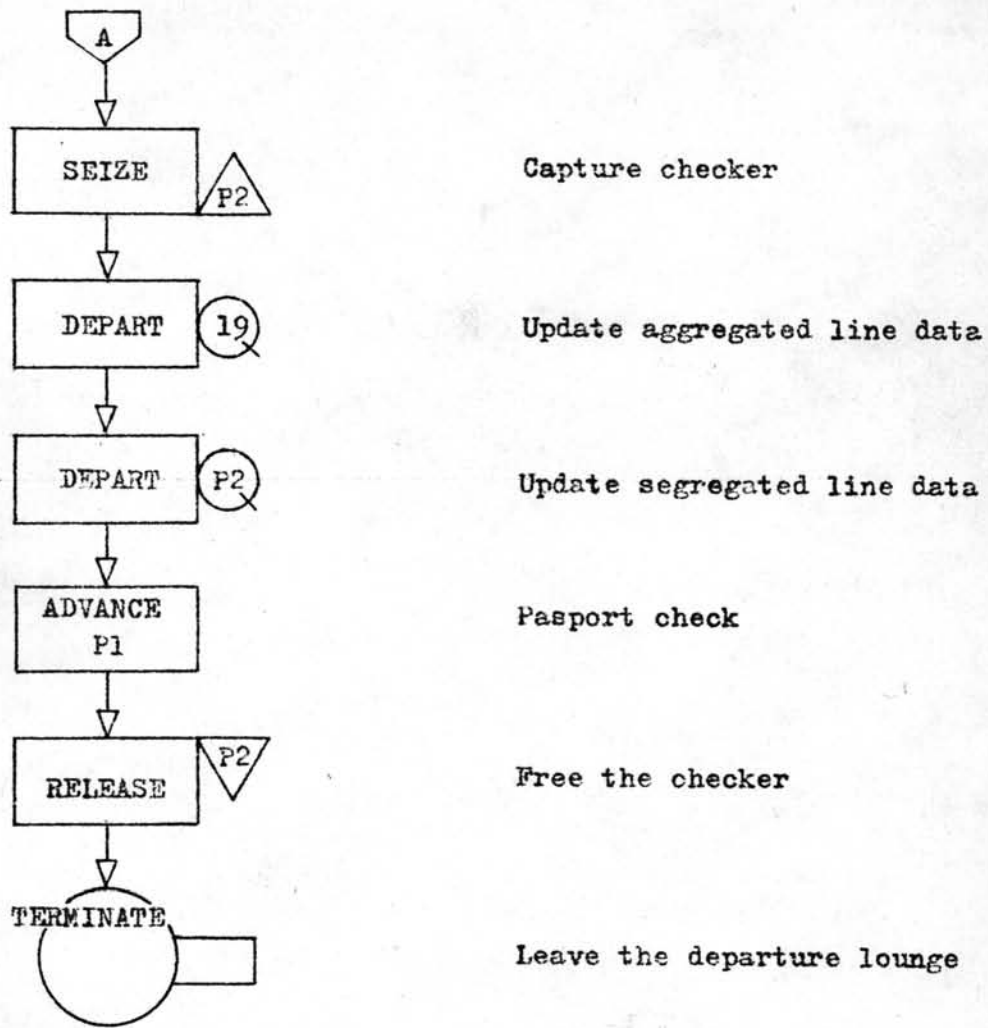 A
SEIZE P2 Capture checker
DEPART 19 Update aggregated line data
DEPART P2 Update segregated line data
ADVANCE
P1 Pasport check
P2
RELEASE Free the checker
TERMINATE
Leave the departure lounge